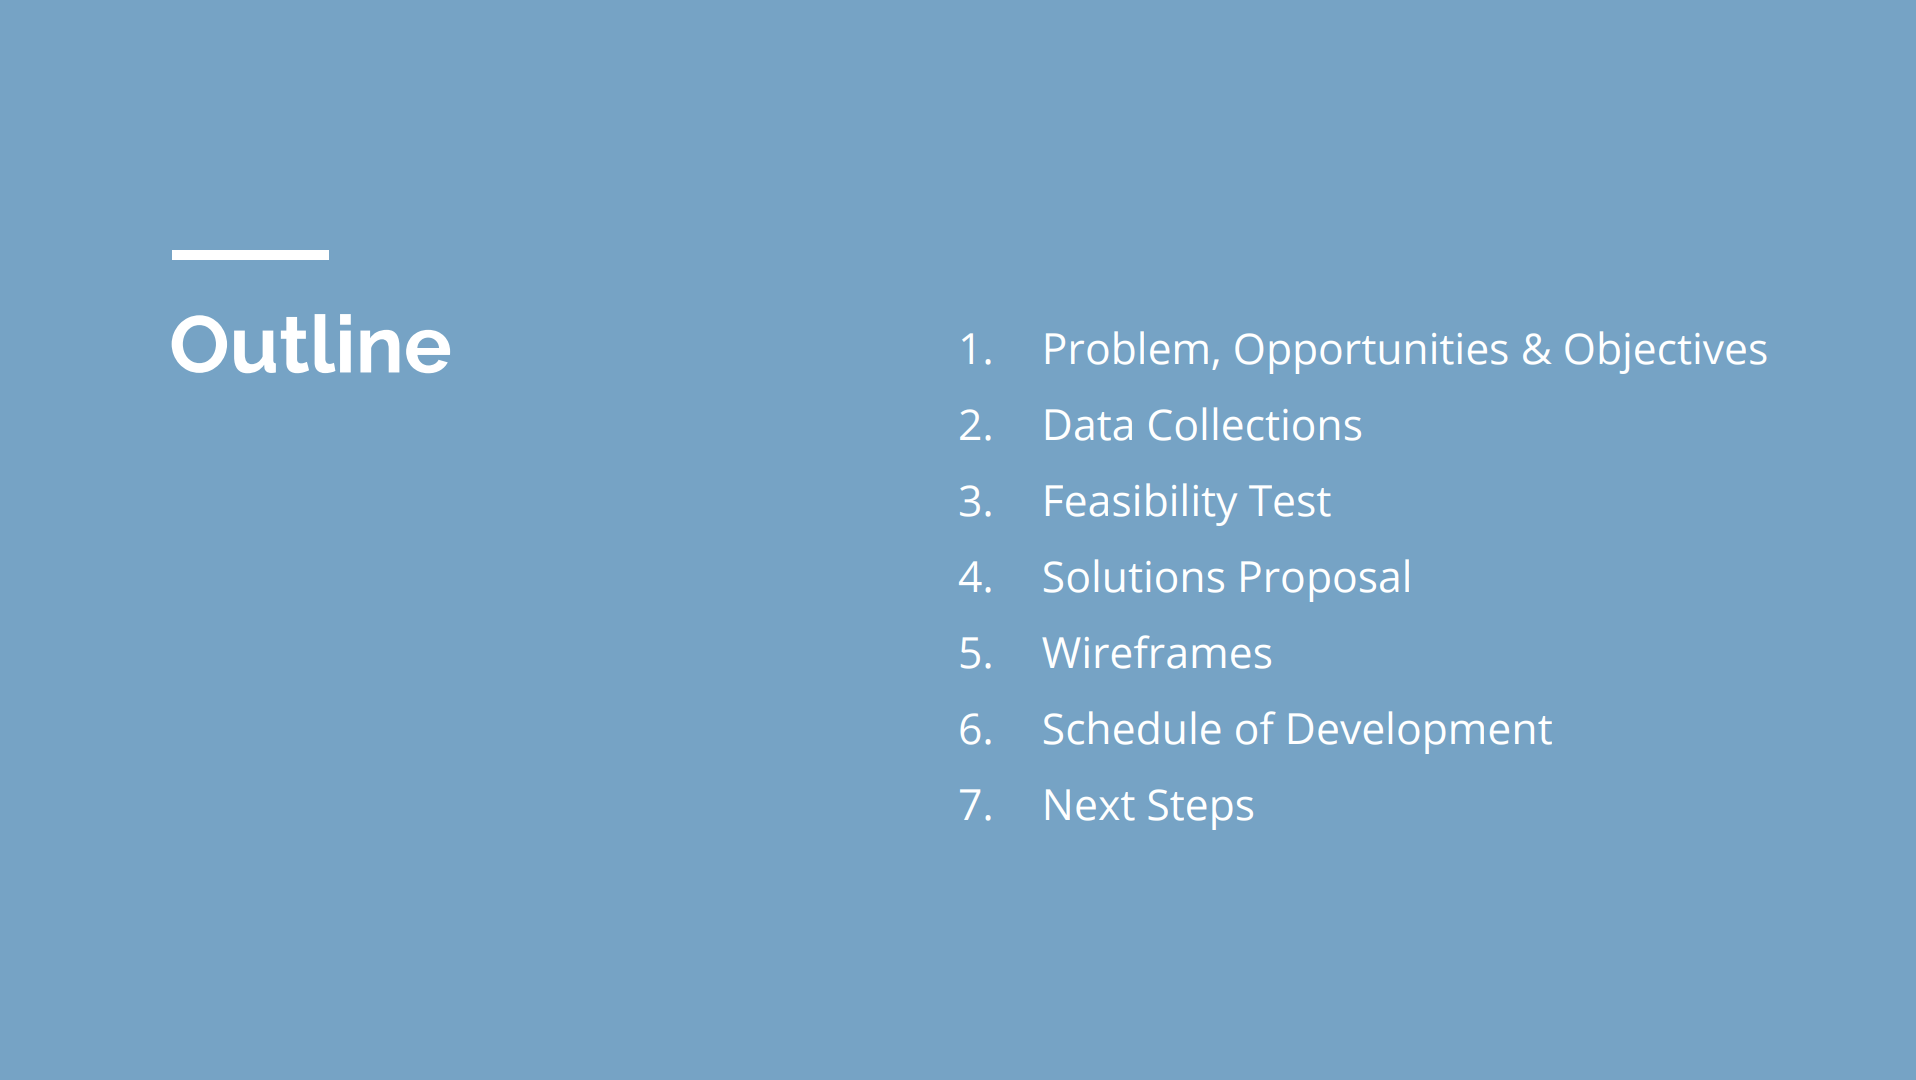 Outline
1. Problem, Opportunities & Objectives
2. Data Collections
3. Feasibility Test
4. Solutions Proposal
5. Wireframes
6. Schedule of Development
7. Next Steps